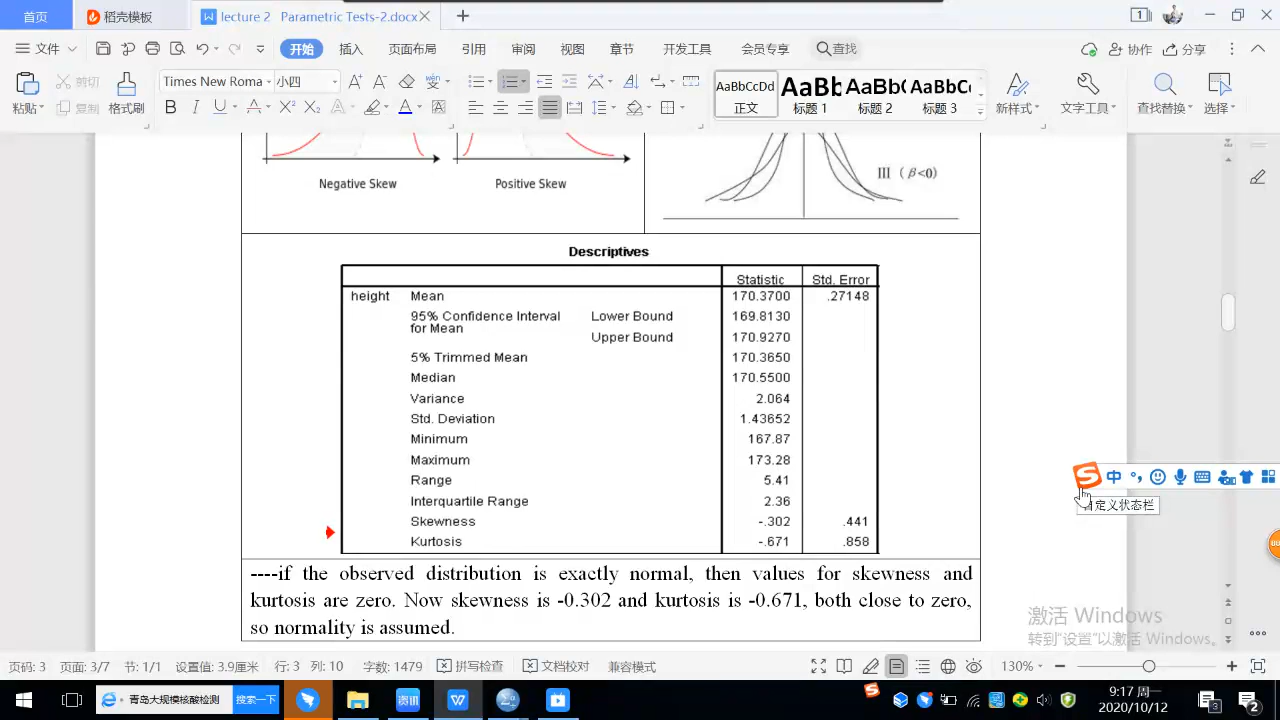 首页
稻壳模板
lecture 2 Parametric Tests-2.docx
1
文件
开始
插入
页面布局
引用
审阅
视图
章节
开发工具
会员专享
查找
协作
分享
粘贴
剪切
复制
格式刷
Times New Roma
小四
AaBbCcDd
正文
AaBb
标题 1
AaBb(
标题 2
AaBbC(
标题 3
新样式
文字工具
查找替换
选择
Negative Skew
Positive Skew
III (β<0)
Descriptives
Statistic Std. Error
height Mean 170.3700 .27148
95% Confidence Interval Lower Bound 169.8130
for Mean
Upper Bound 170.9270
5% Trimmed Mean 170.3650
Median 170.5500
Variance 2.064
Std. Deviation 1.43652
Minimum 167.87
Maximum 173.28
Range 5.41
Interquartile Range 2.36
Skewness -.302 .441
Kurtosis -.671 .858
----if the observed distribution is exactly normal, then values for skewness and
kurtosis are zero. Now skewness is -0.302 and kurtosis is -0.671, both close to zero,
so normality is assumed.
中
自定义状态栏
激活 Windows
转到"设置"以激活 Windows。
页码: 3 页面: 3/7 节: 1/1 设置值: 3.9厘米 行: 3 列: 10 字数: 1479 拼写检查 文档校对 兼容模式
130%
青岛大规模核酸检测
搜索一下
资讯
9:17 周一
2020/10/12
3
2